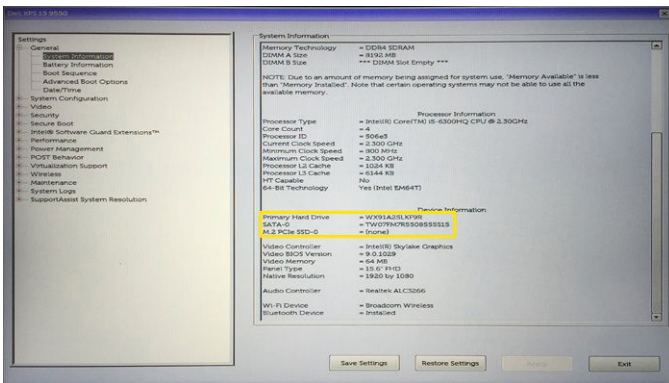 Dell XPS 15 9550
Settings
General
System Information
Battery Information
Boot Sequence
Advanced Boot Options
Date/Time
System Configuration
Video
Security
Secure Boot
Intel® Software Guard Extensions™
Performance
Power Management
POST Behavior
Virtualization Support
Wireless
Maintenance
System Logs
SupportAssist System Resolution
System Information
Memory Technology = DDR4 SDRAM
DIMM A Size = 8192 MB
DIMM B Size *** DIMM Slot Empty ***
NOTE: Due to an amount of memory being assigned for system use, "Memory Available" is less
than "Memory Installed". Note that certain operating systems may not be able to use all the
available memory.
Processor Information
Processor Type = Intel(R) Core(TM) i5-6300HQ CPU @ 2.30GHz
Core Count = 4
Processor ID = 506e3
Current Clock Speed = 2.300 GHz
Minimum Clock Speed = 800 MHz
Maximum Clock Speed = 2.300 GHz
Processor L2 Cache = 1024 KB
Processor L3 Cache = 6144 KB
HT Capable No
64-Bit Technology Yes (Intel EM64T)
Device Information
Primary Hard Drive = WX91A25LKF9R
SATA-0 = TW07FM7R5508555515
M.2 PCIe SSD-0 = (none)
Video Controller = Intel(R) Skylake Graphics
Video BIOS Version = 9.0.1029
Video Memory = 64 MB
Panel Type = 15.6" FHD
Native Resolution = 1920 by 1080
Audio Controller = Realtek ALC3266
Wi-Fi Device = Broadcom Wireless
Bluetooth Device = Installed
Save Settings
Restore Settings
Apply
Exit